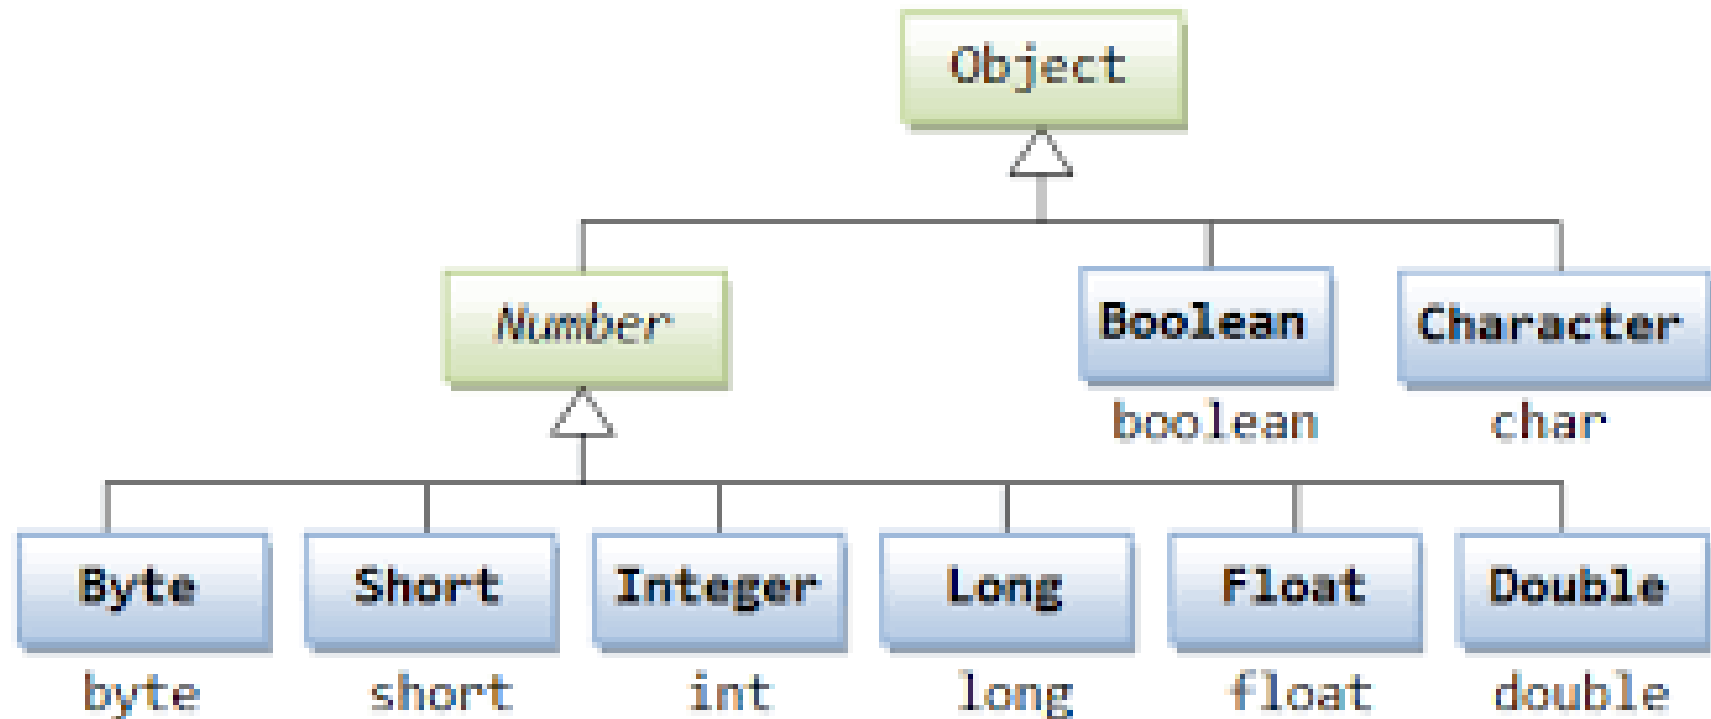 Object
Number
Boolean
Character
boolean
char
Byte
Short
Integer
Long
Float
Double
byte
short
int
long
float
double